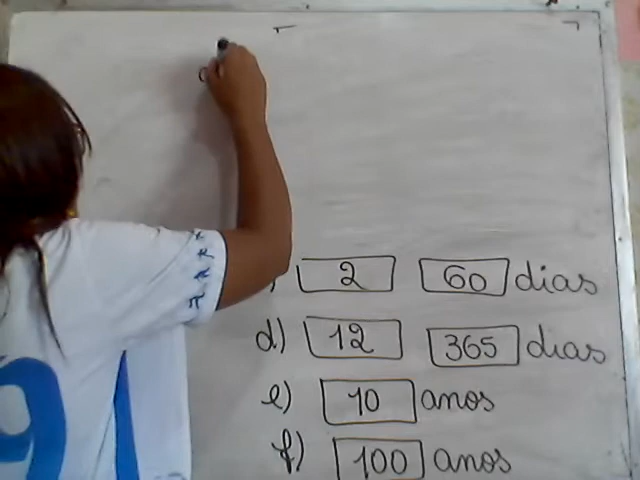 ) 2 60 dias
d) 12 365 dias
e) 10 anos
f) 100 anos